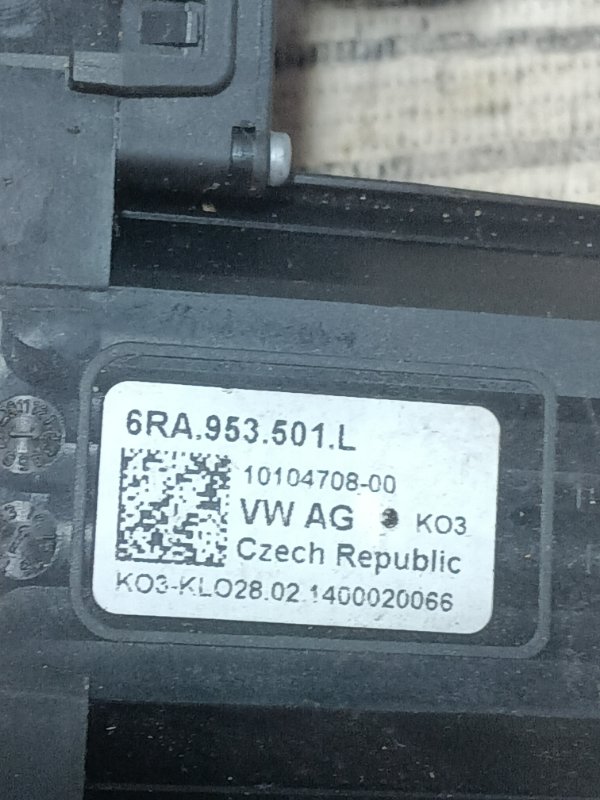 6RA.953.501.L
10104708-00
VW AG KO3
Czech Republic
KO3-KLO28.02.1400020066